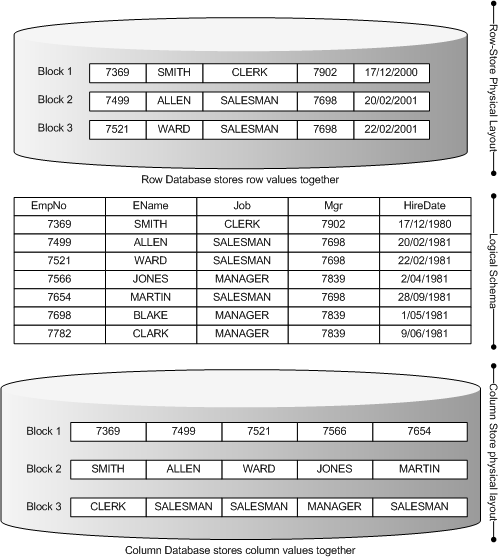 Block 1 7369 SMITH CLERK 7902 17/12/2000
Block 2 7499 ALLEN SALESMAN 7698 20/02/2001
Block 3 7521 WARD SALESMAN 7698 22/02/2001
Row Database stores row values together
Row-Store Physical Layout
EmpNo EName Job Mgr HireDate
7369 SMITH CLERK 7902 17/12/1980
7499 ALLEN SALESMAN 7698 20/02/1981
7521 WARD SALESMAN 7698 22/02/1981
7566 JONES MANAGER 7839 2/04/1981
7654 MARTIN SALESMAN 7698 28/09/1981
7698 BLAKE MANAGER 7839 1/05/1981
7782 CLARK MANAGER 7839 9/06/1981
Logical Schema
Block 1 7369 7499 7521 7566 7654
Block 2 SMITH ALLEN WARD JONES MARTIN
Block 3 CLERK SALESMAN SALESMAN MANAGER SALESMAN
Column Database stores column values together
Column Store physical layout